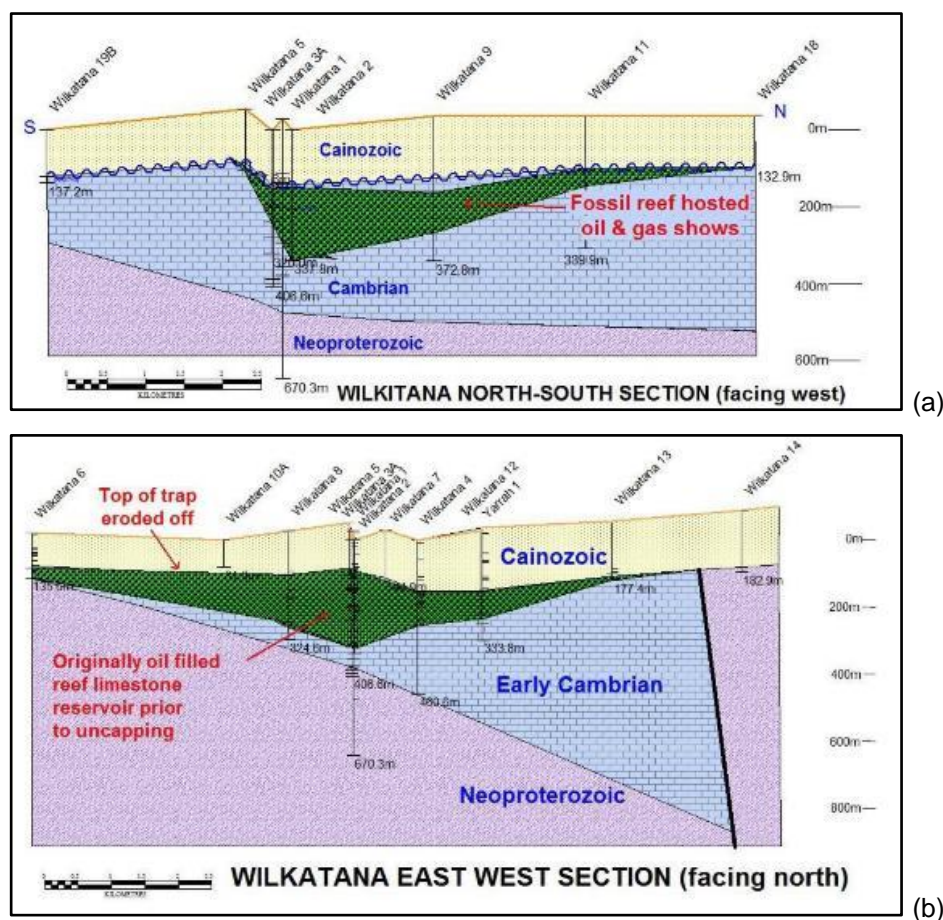 Wilkatana 19B
Wilkatana 5
Wilkatana 3A
Wilkatana 1
Wilkatana 2
Wilkatana 9
Wilkatana 11
Wilkatana 18
S
N
0m
Cainozoic
137.2m
132.9m
200m
Fossil reef hosted
oil & gas shows
337.9m
372.8m
339.9m
406.6m
Cambrian
400m
Neoproterozoic
600m
670.3m
KILOMETRES
WILKITANA NORTH-SOUTH SECTION (facing west)
(a)
Wilkatana 6
Wilkatana 10A
Wilkatana 8
Wilkatana 5
Wilkatana 3A
Wilkatana 1
Wilkatana 2
Wilkatana 7
Wilkatana 4
Wilkatana 12
Yarrah 1
Wilkatana 13
Wilkatana 14
Top of trap
eroded off
0m
Cainozoic
177.4m
182.9m
200m
324.6m
333.8m
Originally oil filled
reef limestone
reservoir prior
to uncapping
406.6m
Early Cambrian
400m
600m
670.3m
Neoproterozoic
800m
KILOMETRES
WILKATANA EAST WEST SECTION (facing north)
(b)